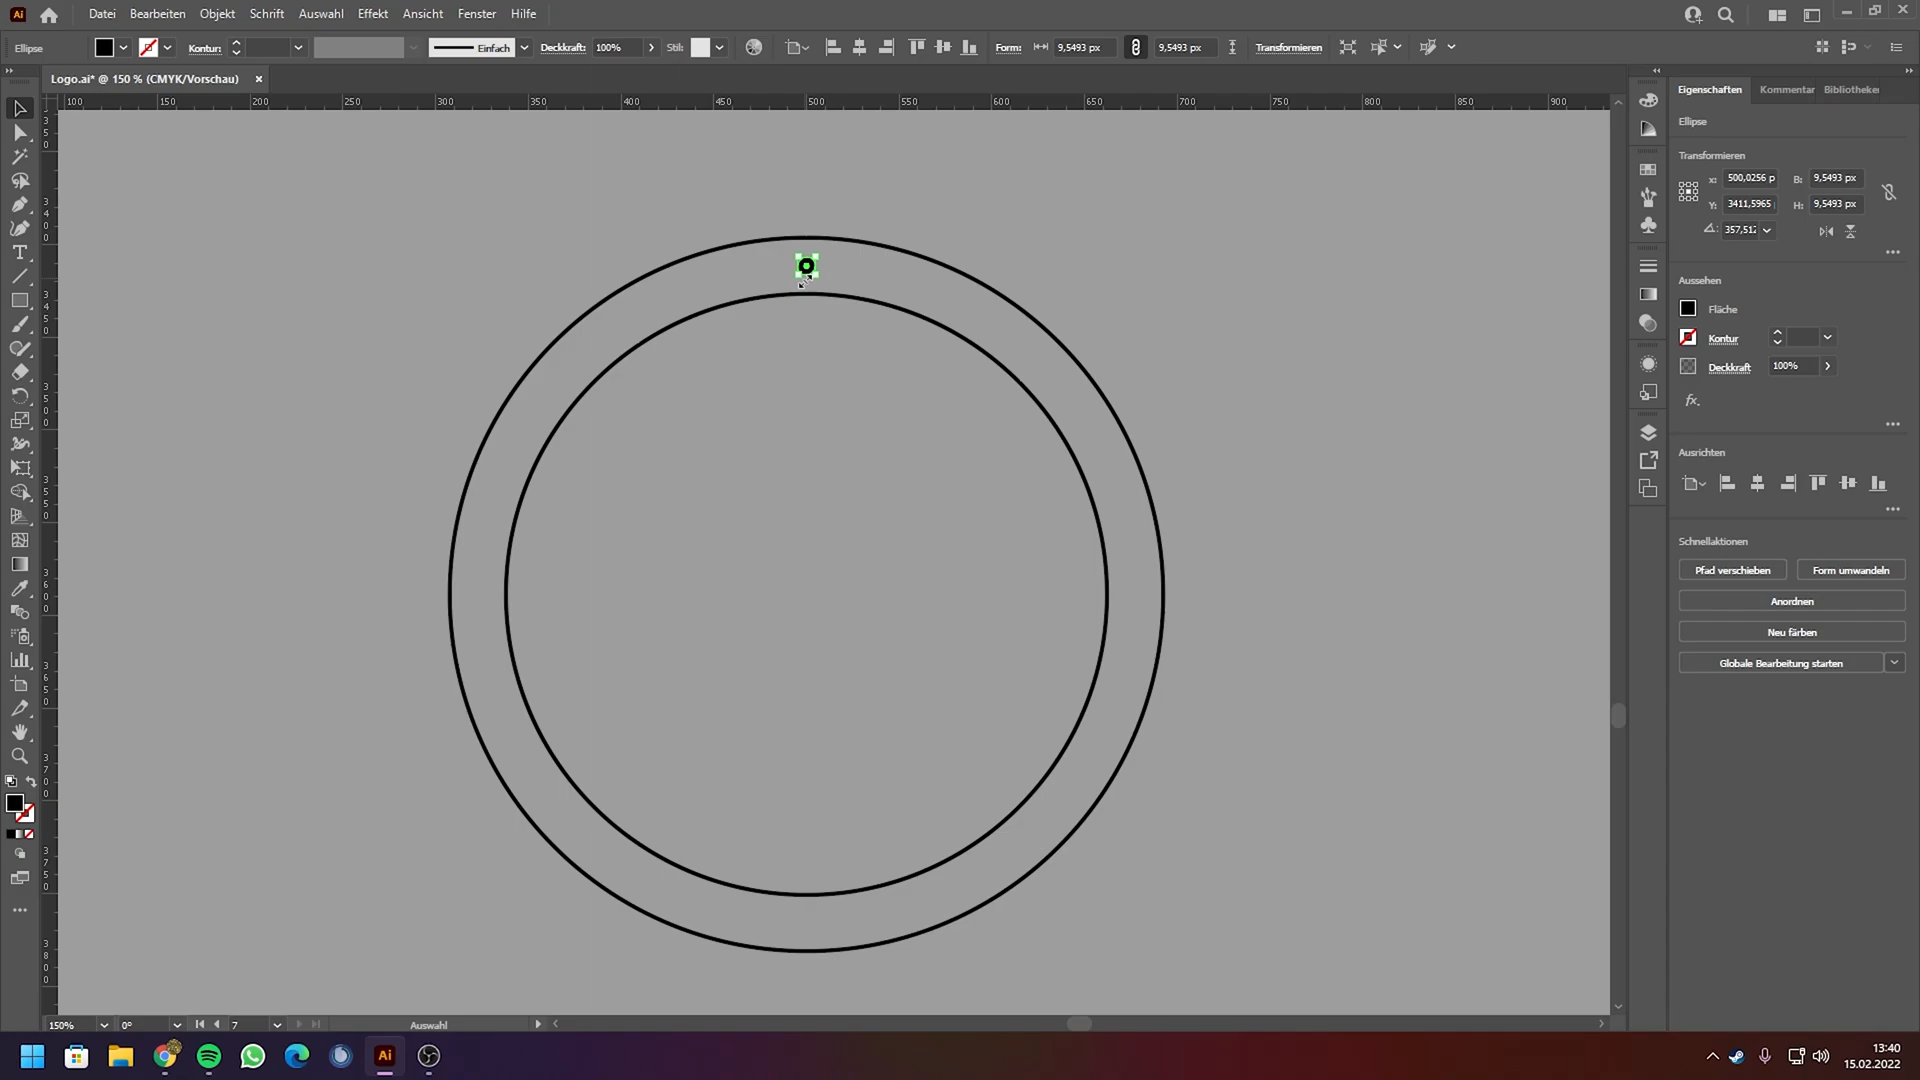 Ai Datei Bearbeiten Objekt Schrift Auswahl Effekt Ansicht Fenster Hilfe
Ellipse Kontur: Einfach Deckkraft: 100% Stil: Form: 9,5493 px 9,5493 px Transformieren
Logo.ai* @ 150 % (CMYK/Vorschau) ×
Eigenschaften Kommentar Bibliotheken
100 150 200 250 300 350 400 450 500 550 600 650 700 750 800 850 900
Ellipse
Transformieren
X: 500,0256 p B: 9,5493 px
Y: 3411,5965 H: 9,5493 px
357,512
Aussehen
Fläche
Kontur
Deckkraft 100%
fx.
Ausrichten
Schnellaktionen
Pfad verschieben Form umwandeln
Anordnen
Neu färben
Globale Bearbeitung starten
150% 0° 7 Auswahl
Ai
13:40
15.02.2022